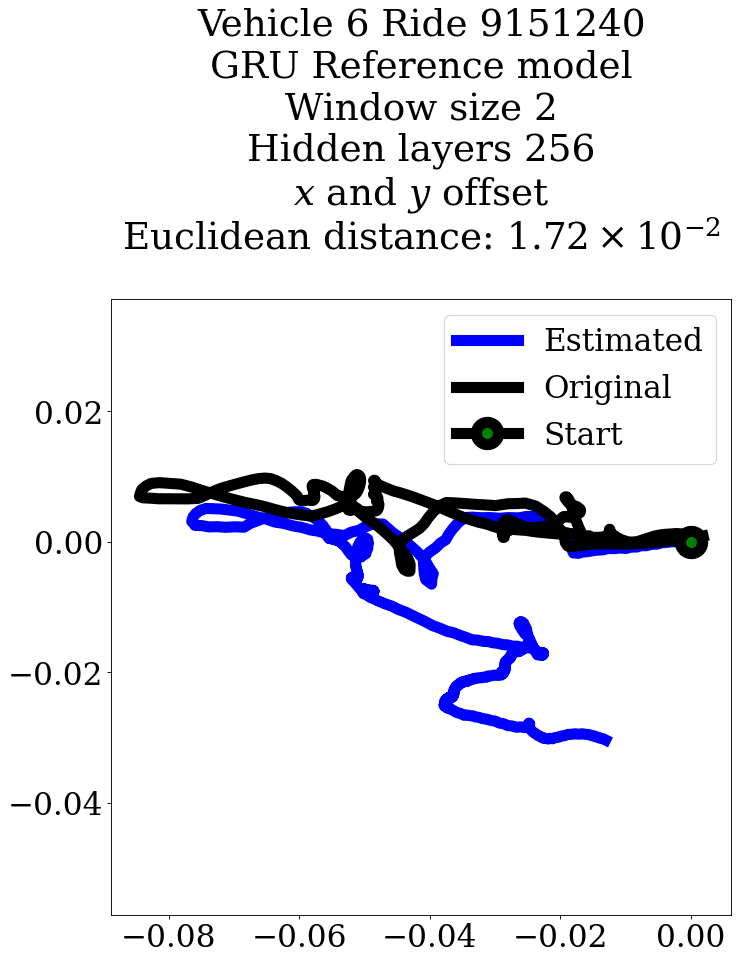 Vehicle 6 Ride 9151240
GRU Reference model
Window size 2
Hidden layers 256
x and y offset
Euclidean distance: 1.72 × 10⁻²
Estimated
Original
Start
0.02
0.00
−0.02
−0.04
−0.08 −0.06 −0.04 −0.02 0.00